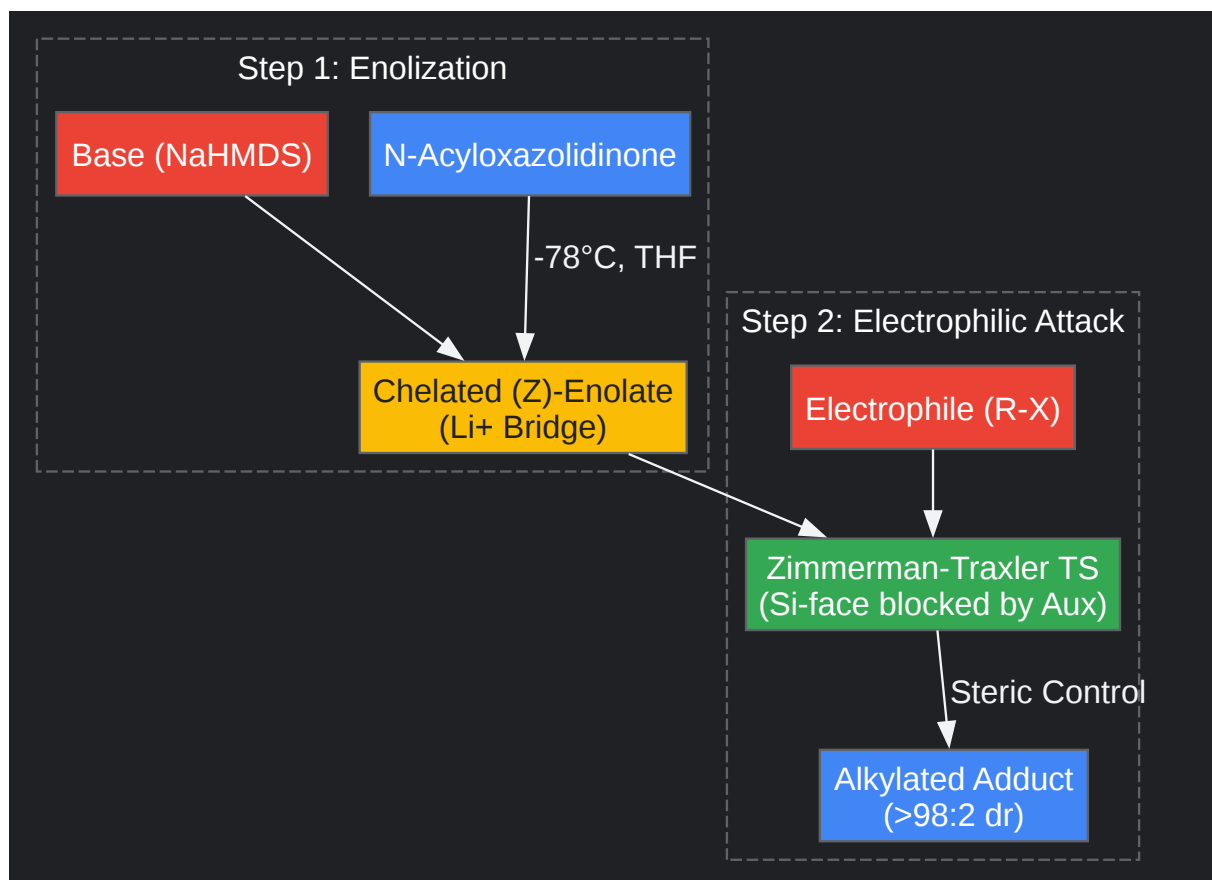 Step 1: Enolization
Base (NaHMDS)
N-Acyloxazolidinone
-78°C, THF
Chelated (Z)-Enolate
(Li+ Bridge)
Step 2: Electrophilic Attack
Electrophile (R-X)
Zimmerman-Traxler TS
(Si-face blocked by Aux)
Steric Control
Alkylated Adduct
(>98:2 dr)